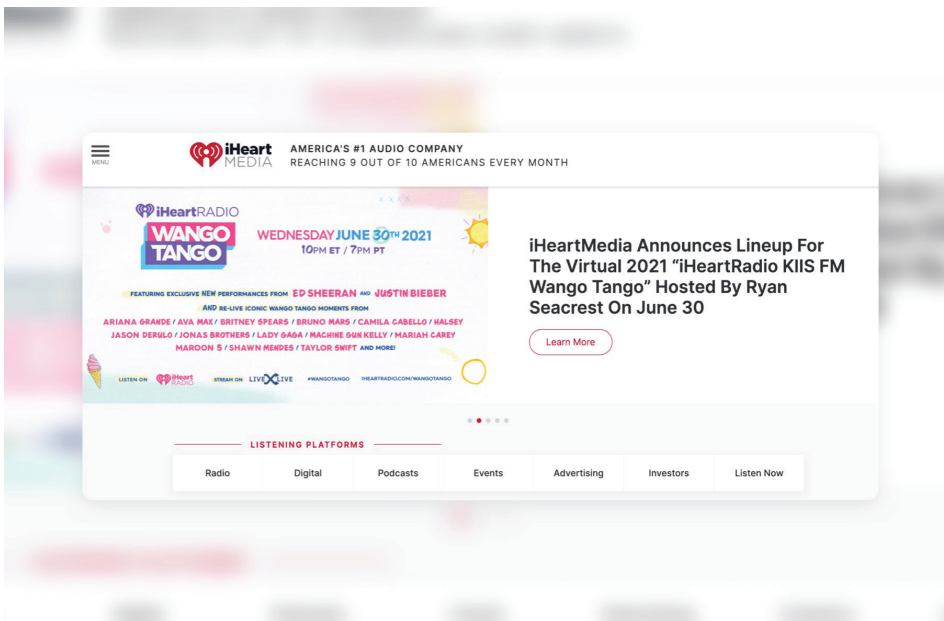 MENU
iHeart
MEDIA
AMERICA'S #1 AUDIO COMPANY
REACHING 9 OUT OF 10 AMERICANS EVERY MONTH
iHeartRADIO
WANGO
TANGO
WEDNESDAY JUNE 30TH 2021
10PM ET / 7PM PT
FEATURING EXCLUSIVE NEW PERFORMANCES FROM ED SHEERAN AND JUSTIN BIEBER
AND RE-LIVE ICONIC WANGO TANGO MOMENTS FROM
ARIANA GRANDE / AVA MAX / BRITNEY SPEARS / BRUNO MARS / CAMILA CABELLO / HALSEY
JASON DERULO / JONAS BROTHERS / LADY GAGA / MACHINE GUN KELLY / MARIAH CAREY
MAROON 5 / SHAWN MENDES / TAYLOR SWIFT AND MORE!
LISTEN ON iHeart RADIO STREAM ON LIVEXLIVE #WANGOTANGO IHEARTRADIO.COM/WANGOTANGO
iHeartMedia Announces Lineup For
The Virtual 2021 “iHeartRadio KIIS FM
Wango Tango” Hosted By Ryan
Seacrest On June 30
Learn More
LISTENING PLATFORMS
Radio Digital Podcasts Events Advertising Investors Listen Now